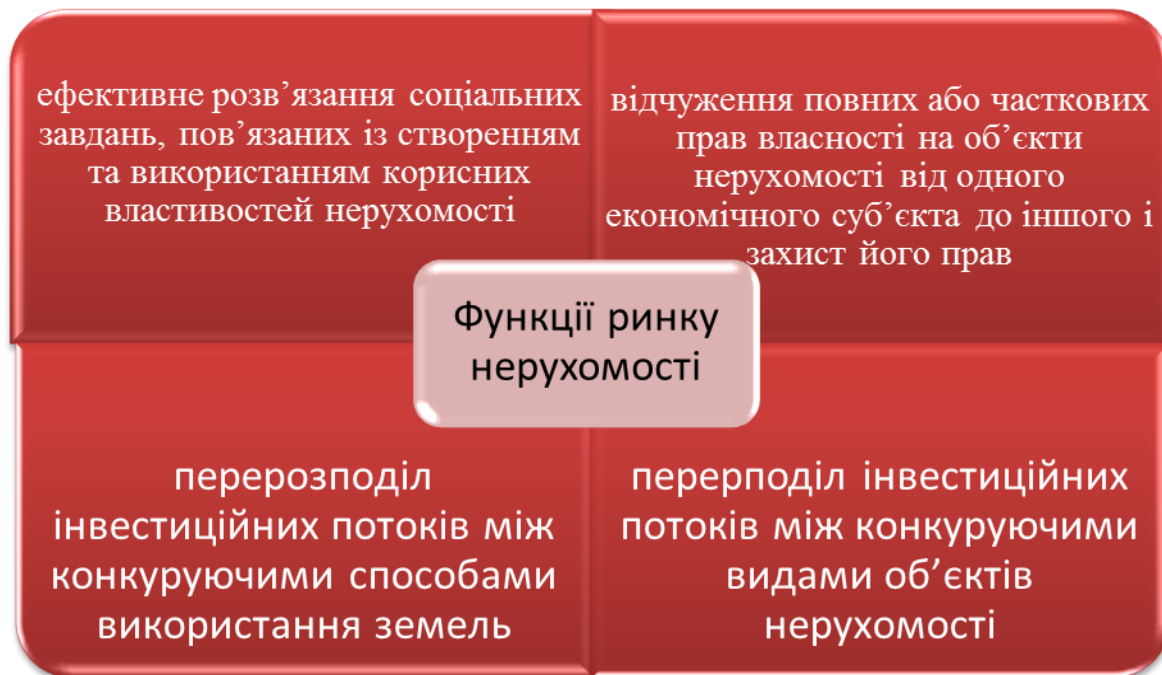 ефективне розв’язання соціальних
завдань, пов’язаних із створенням
та використанням корисних
властивостей нерухомості
відчуження повних або часткових
прав власності на об’єкти
нерухомості від одного
економічного суб’єкта до іншого і
захист його прав
Функції ринку
нерухомості
перерозподіл
інвестиційних потоків між
конкуруючими способами
використання земель
перерподіл інвестиційних
потоків між конкуруючими
видами об’єктів
нерухомості